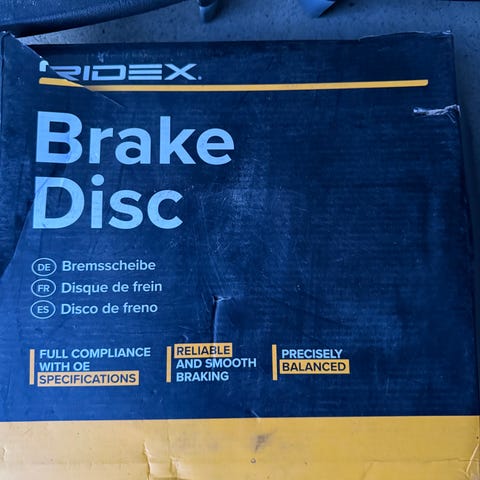 RIDEX.
Brake
Disc
DE Bremsscheibe
FR Disque de frein
ES Disco de freno
FULL COMPLIANCE
WITH OE
SPECIFICATIONS
RELIABLE
AND SMOOTH
BRAKING
PRECISELY
BALANCED